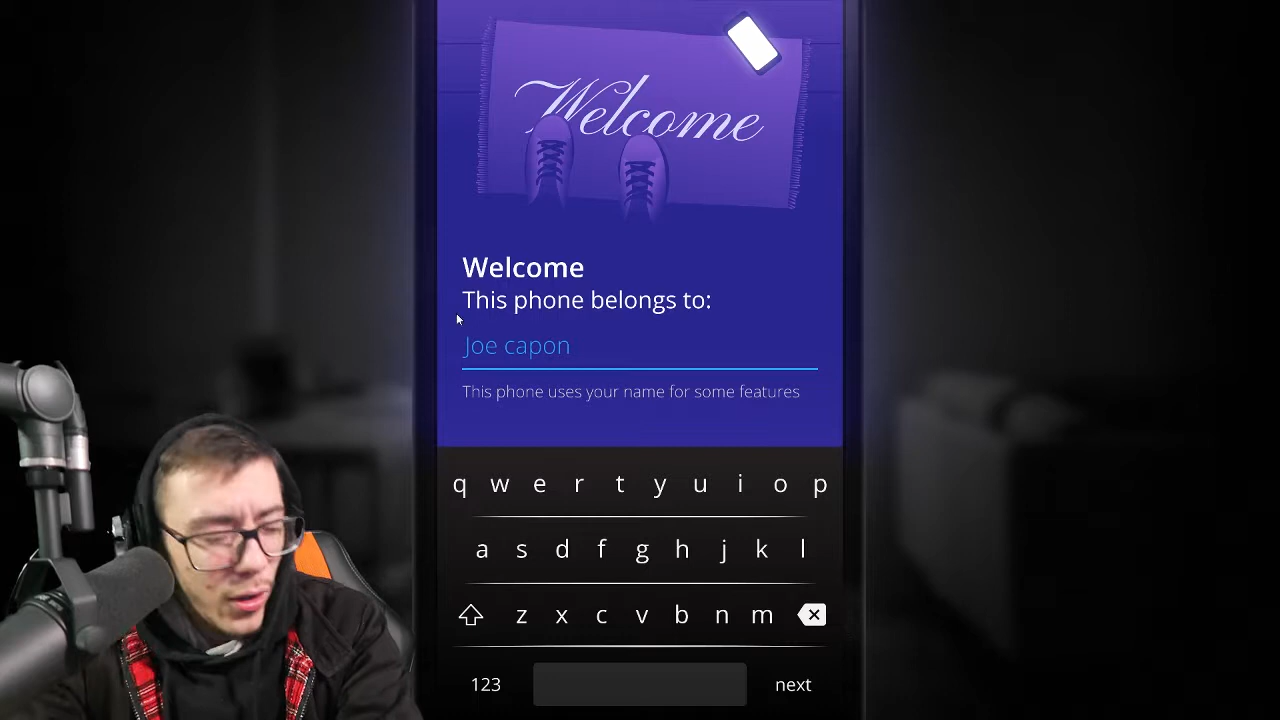 Welcome
Welcome
This phone belongs to:
Joe capon
This phone uses your name for some features
q w e r t y u i o p
a s d f g h j k l
z x c v b n m
123 next